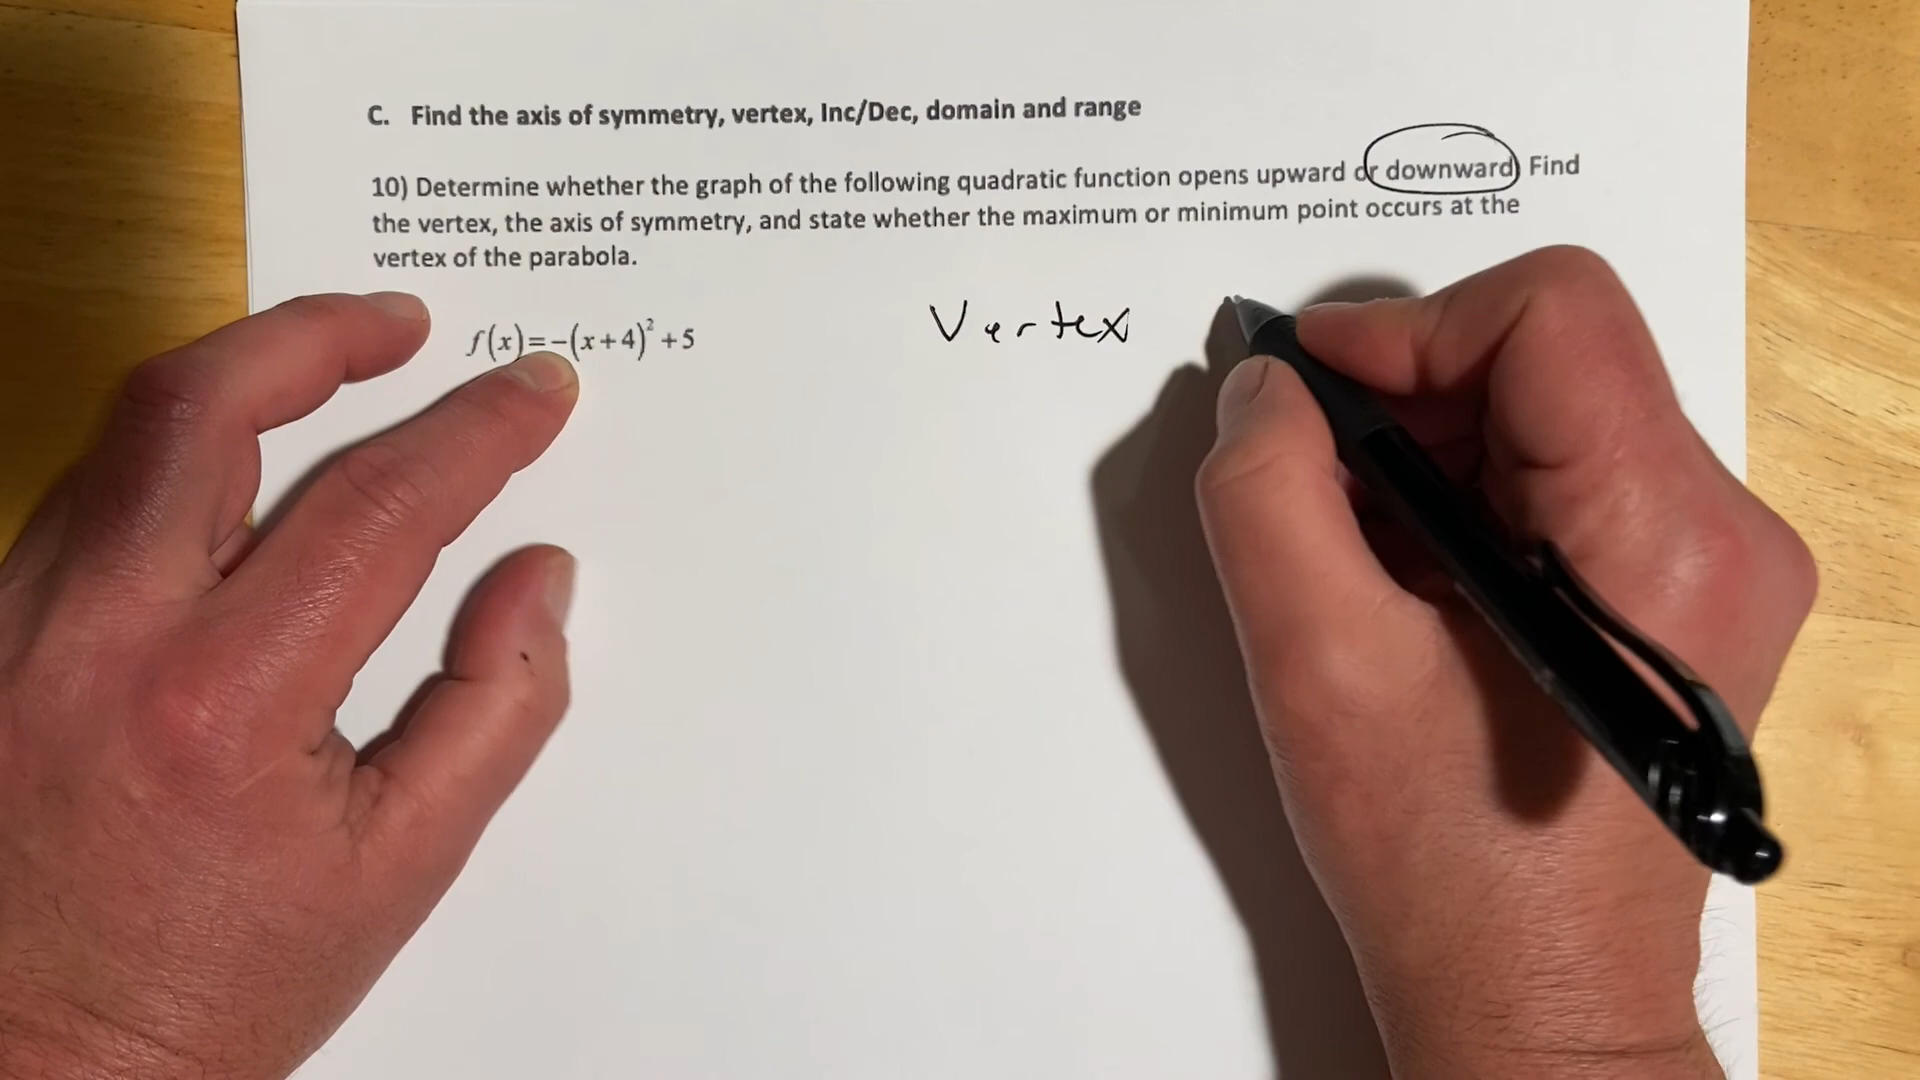 C. Find the axis of symmetry, vertex, Inc/Dec, domain and range
10) Determine whether the graph of the following quadratic function opens upward or downward. Find
the vertex, the axis of symmetry, and state whether the maximum or minimum point occurs at the
vertex of the parabola.
f(x)=-(x+4)²+5
Vertex